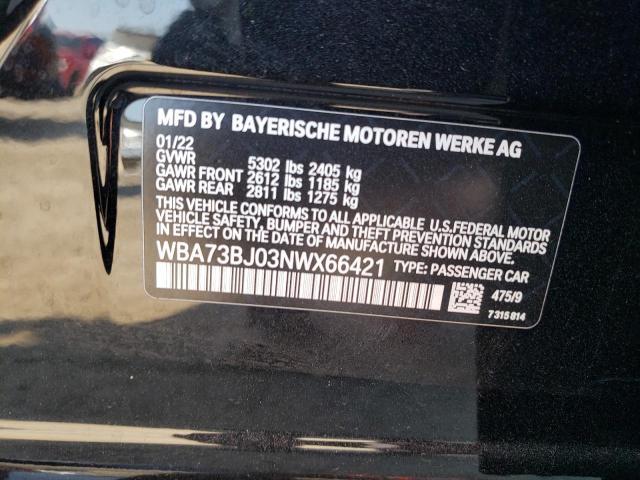 MFD BY BAYERISCHE MOTOREN WERKE AG
01/22
GVWR 5302 lbs 2405 kg
GAWR FRONT 2612 lbs 1185 kg
GAWR REAR 2811 lbs 1275 kg
THIS VEHICLE CONFORMS TO ALL APPLICABLE U.S.FEDERAL MOTOR
VEHICLE SAFETY, BUMPER, AND THEFT PREVENTION STANDARDS
IN EFFECT ON THE DATE OF MANUFACTURE SHOWN ABOVE.
WBA73BJ03NWX66421 TYPE: PASSENGER CAR
475/9
7315814